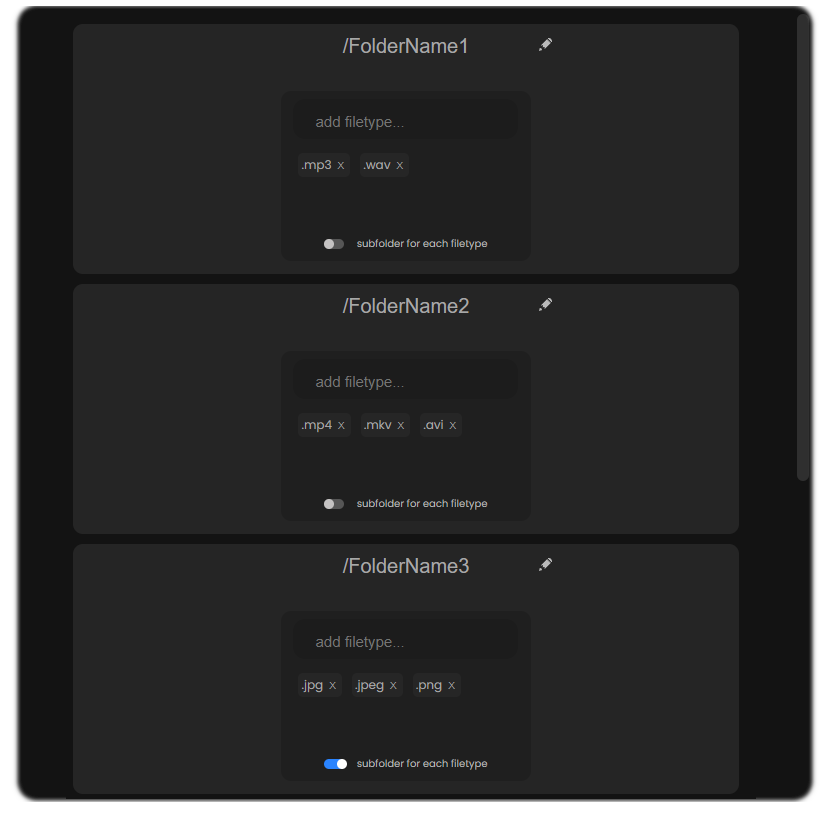 /FolderName1
add filetype...
.mp3 x .wav x
subfolder for each filetype
/FolderName2
add filetype...
.mp4 x .mkv x .avi x
subfolder for each filetype
/FolderName3
add filetype...
.jpg x .jpeg x .png x
subfolder for each filetype